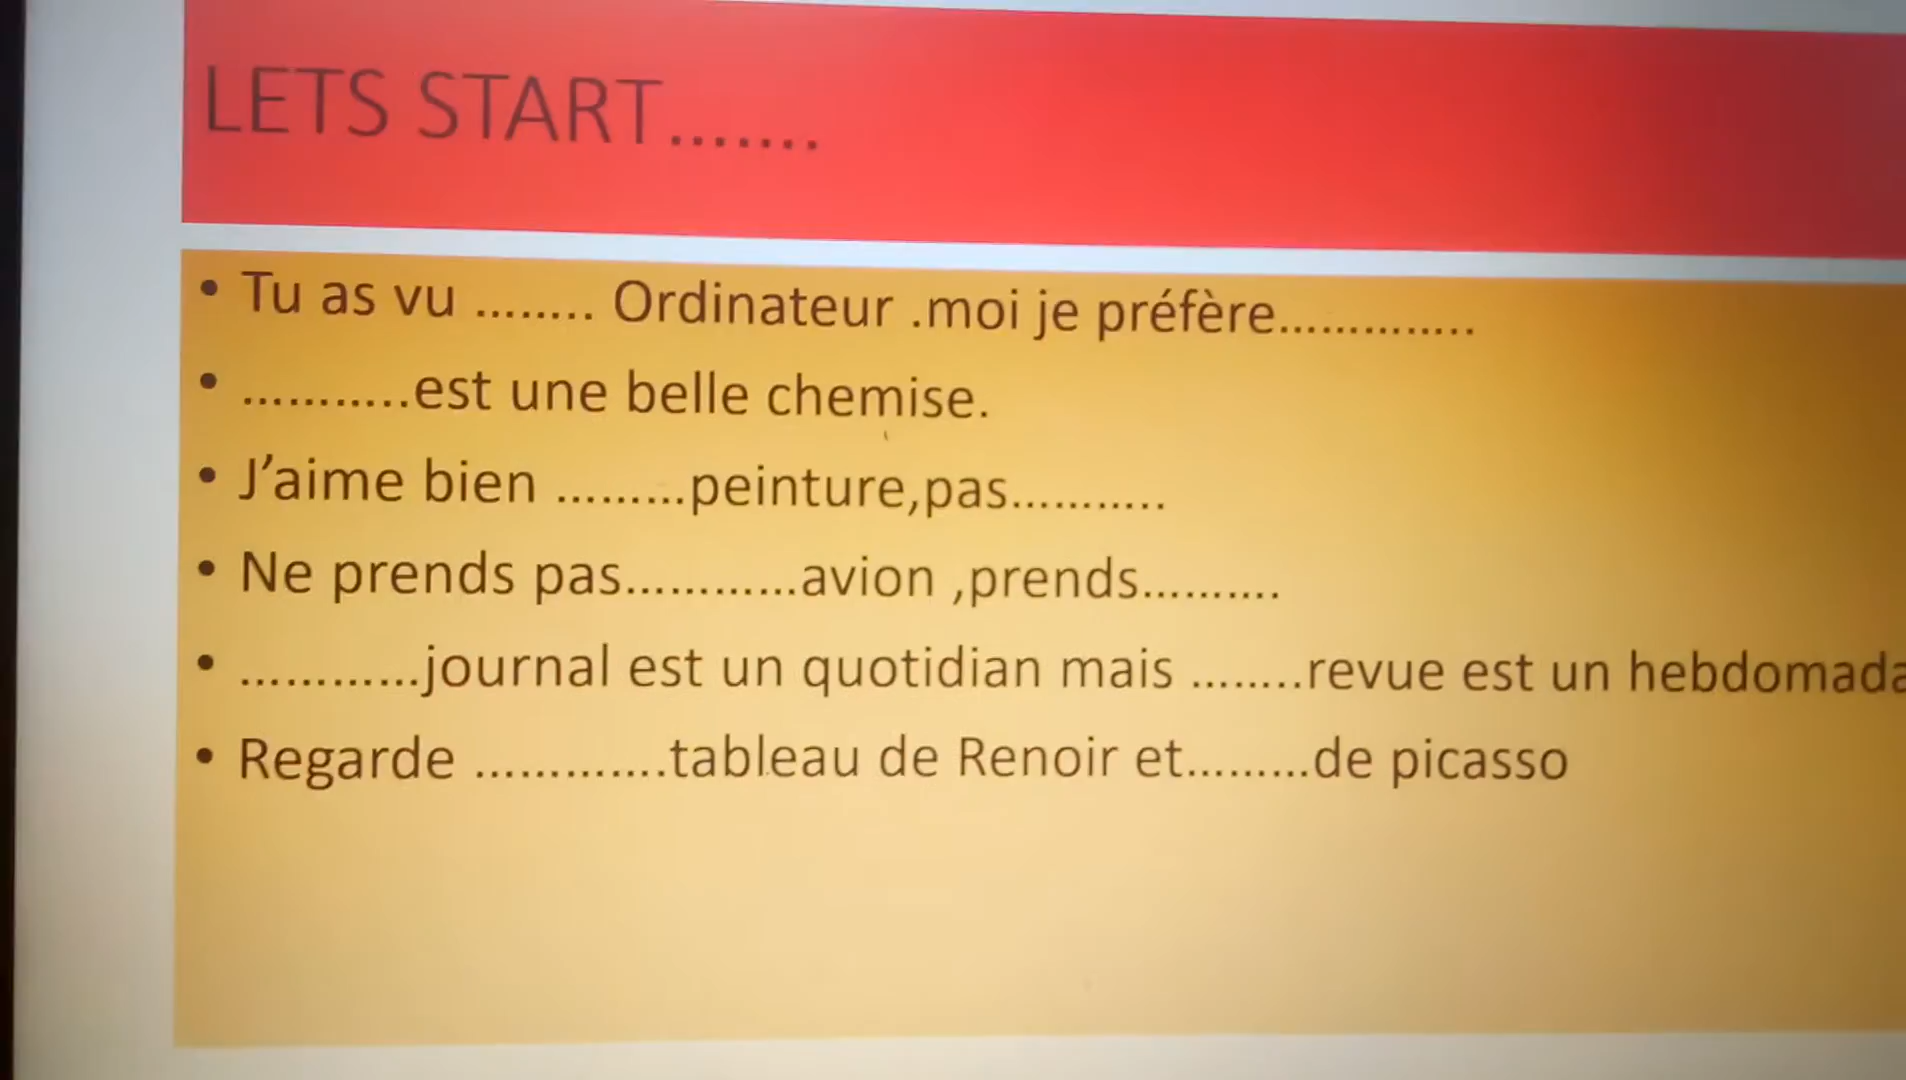 LETS START.......
• Tu as vu ........ Ordinateur .moi je préfère..............
• ...........est une belle chemise.
• J'aime bien .........peinture,pas...........
• Ne prends pas............avion ,prends..........
• ............journal est un quotidian mais ........revue est un hebdomada
• Regarde .............tableau de Renoir et.........de picasso